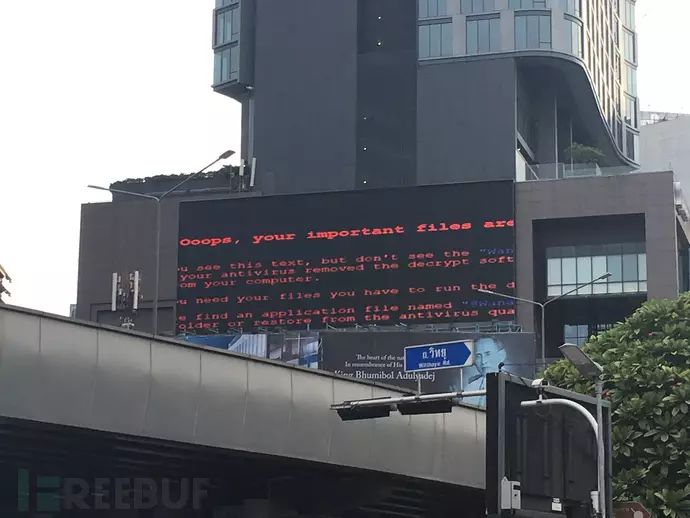 Ooops, your important files are
u see this text, but don't see the "Wan
your antivirus removed the decrypt soft
om your computer.
u need your files you have to run the d
e find an application file named "@Wana
older or restore from the antivirus qua
The heart of the nat
In remembrance of His
King Bhumibol Adulyadej
ถ.วิทยุ
Witthayu Rd.
FREEBUF